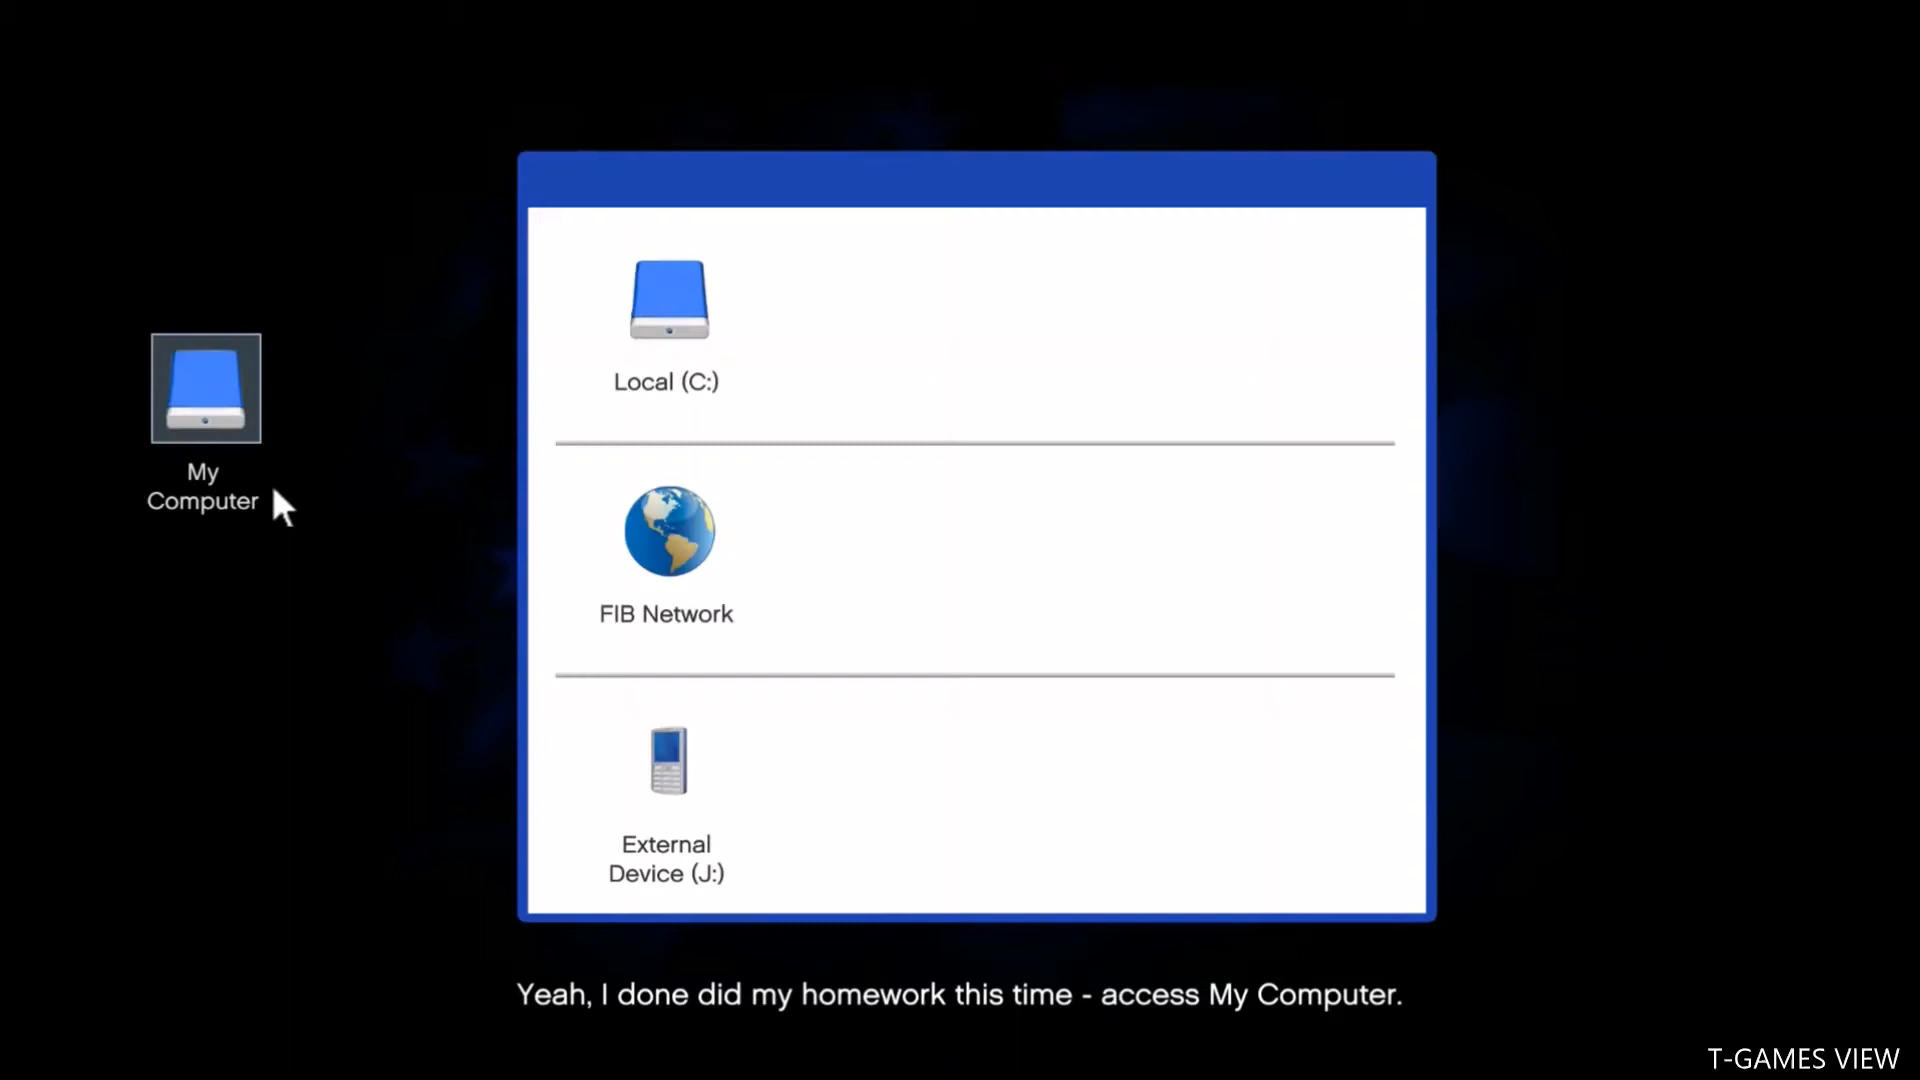 My
Computer
Local (C:)
FIB Network
External
Device (J:)
Yeah, I done did my homework this time - access My Computer.
T-GAMES VIEW